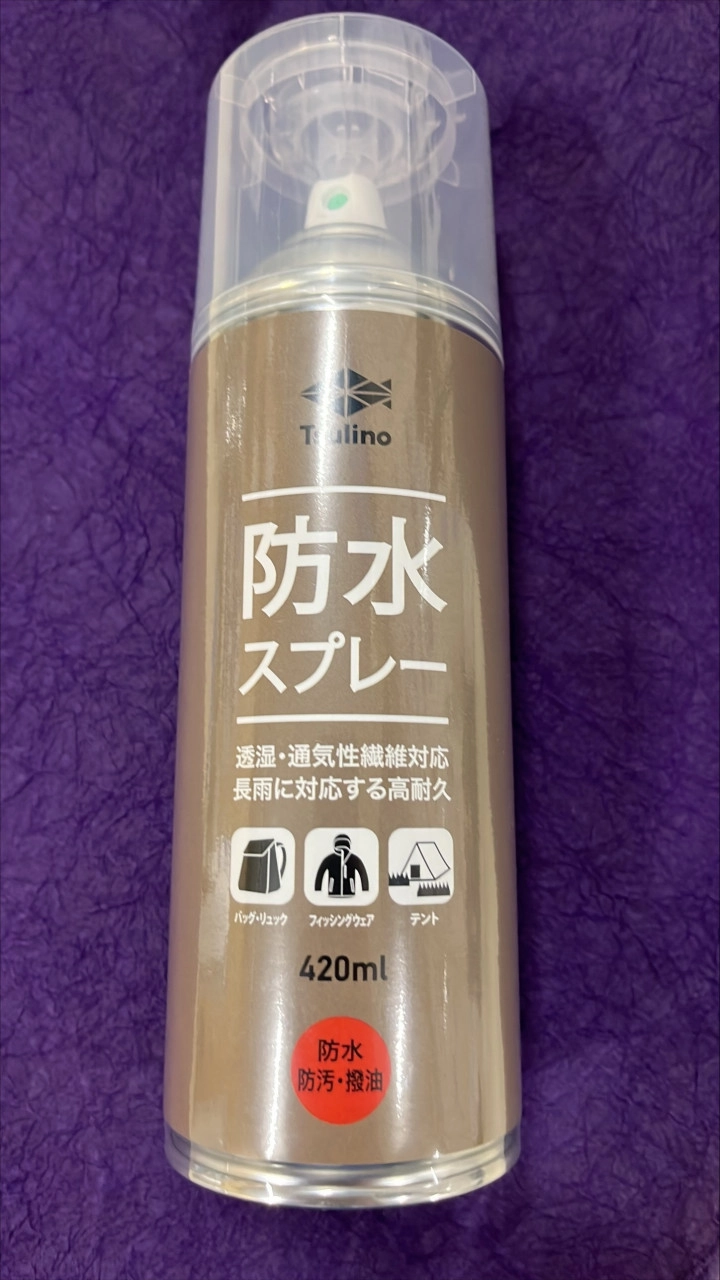 Tsulino
防水
スプレー
透湿・通気性繊維対応
長雨に対応する高耐久
バッグ・リュック
フィッシングウェア
テント
420ml
防水
防汚・撥油